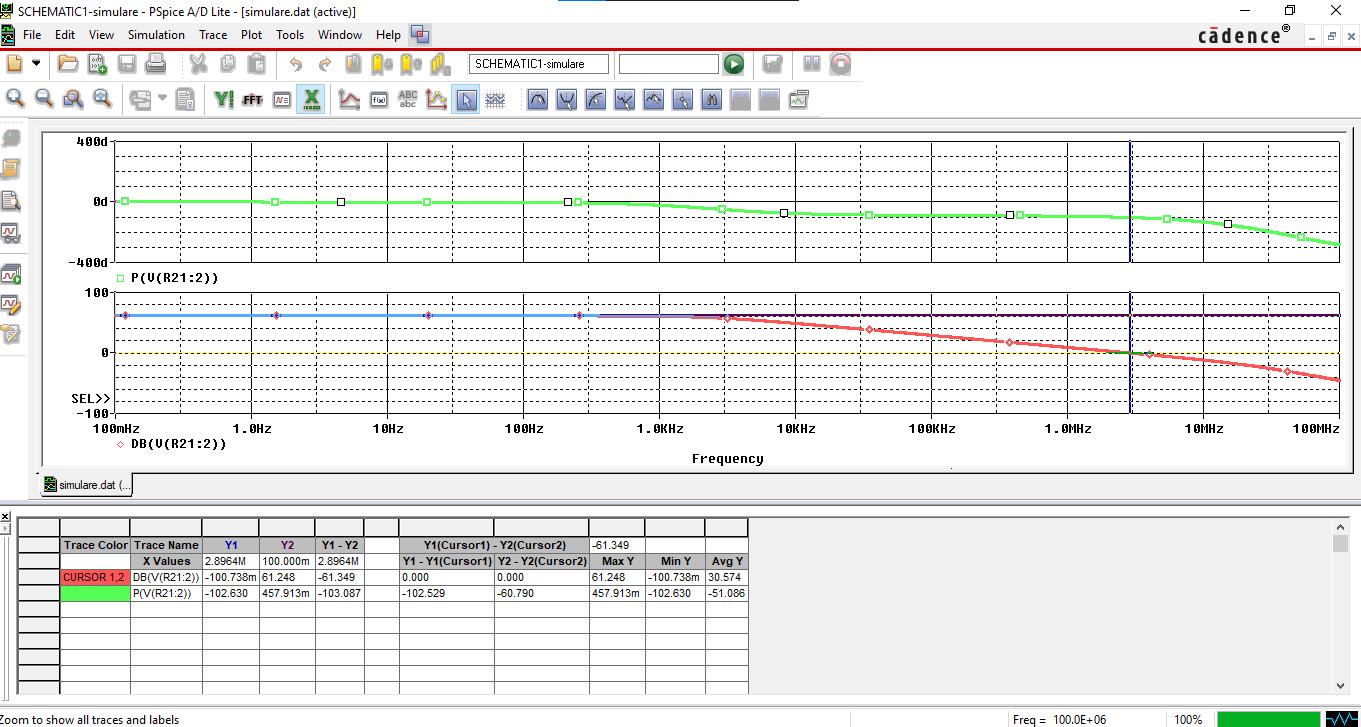 SCHEMATIC1-simulare - PSpice A/D Lite - [simulare.dat (active)]
File Edit View Simulation Trace Plot Tools Window Help
cādence®
SCHEMATIC1-simulare
FFT
ABC
abc
400d
0d
-400d
P(V(R21:2))
100
0
SEL>>
-100
100mHz 1.0Hz 10Hz 100Hz 1.0KHz 10KHz 100KHz 1.0MHz 10MHz 100MHz
DB(V(R21:2))
Frequency
simulare.dat (...
Y1(Cursor1) - Y2(Cursor2) -61.349
Trace Color Trace Name Y1 Y2 Y1 - Y2
X Values 2.8964M 100.000m 2.8964M Y1 - Y1(Cursor1) Y2 - Y2(Cursor2) Max Y Min Y Avg Y
CURSOR 1,2 DB(V(R21:2)) -100.738m 61.248 -61.349 0.000 0.000 61.248 -100.738m 30.574
P(V(R21:2)) -102.630 457.913m -103.087 -102.529 -60.790 457.913m -102.630 -51.086
Zoom to show all traces and labels
Freq = 100.0E+06 100%